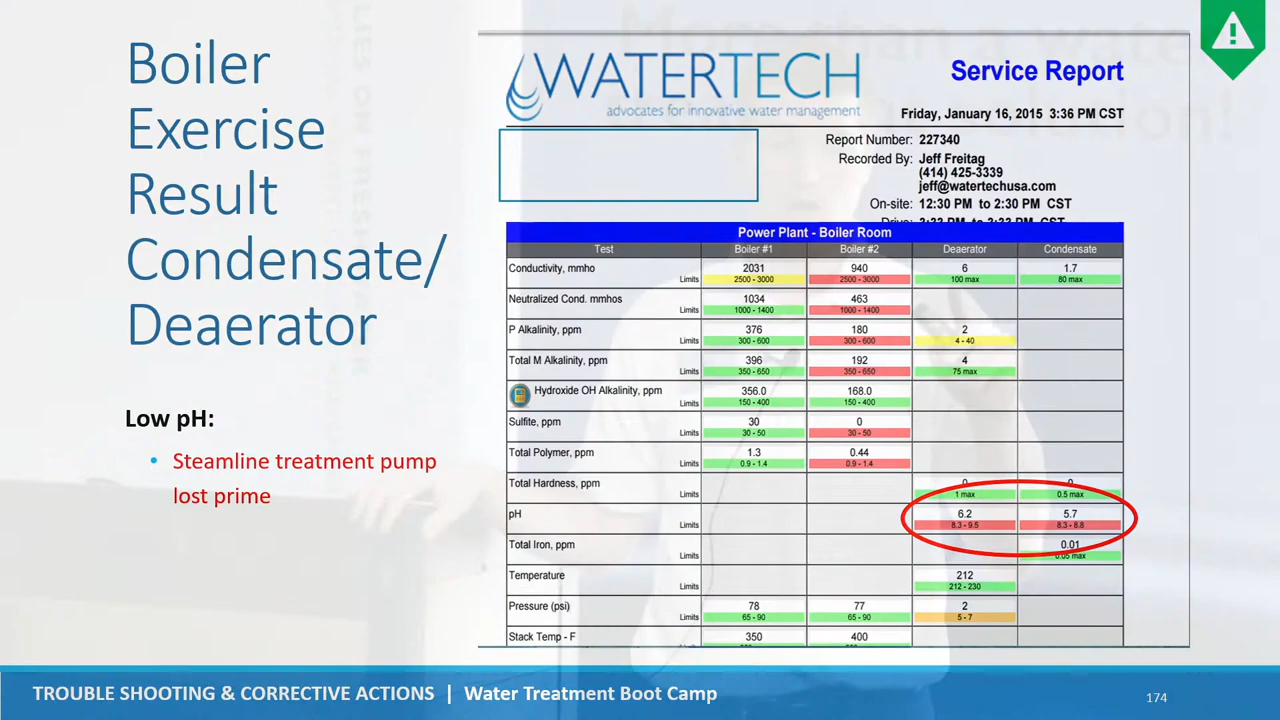 Boiler
Exercise
Result
Condensate/
Deaerator
Low pH:
• Steamline treatment pump
lost prime
WATERTECH
advocates for innovative water management
Service Report
Friday, January 16, 2015 3:36 PM CST
Report Number: 227340
Recorded By: Jeff Freitag
(414) 425-3339
jeff@watertechusa.com
On-site: 12:30 PM to 2:30 PM CST
Power Plant - Boiler Room
Test Boiler #1 Boiler #2 Deaerator Condensate
Conductivity, mmho 2031 940 6 1.7
Limits 2500 - 3000 2500 - 3000 100 max 80 max
Neutralized Cond. mmhos 1034 463
Limits 1000 - 1400 1000 - 1400
P Alkalinity, ppm 376 180 2
Limits 300 - 600 300 - 600 4 - 40
Total M Alkalinity, ppm 396 192 4
Limits 350 - 650 350 - 650 75 max
Hydroxide OH Alkalinity, ppm 356.0 168.0
Limits 150 - 400 150 - 400
Sulfite, ppm 30 0
Limits 30 - 50 30 - 50
Total Polymer, ppm 1.3 0.44
Limits 0.9 - 1.4 0.9 - 1.4
Total Hardness, ppm 0 0
Limits 1 max 0.5 max
pH 6.2 5.7
Limits 8.3 - 9.5 8.3 - 8.8
Total Iron, ppm 0.01
Limits 0.05 max
Temperature 212
Limits 212 - 230
Pressure (psi) 78 77 2
Limits 65 - 90 65 - 90 5 - 7
Stack Temp - F 350 400
TROUBLE SHOOTING & CORRECTIVE ACTIONS | Water Treatment Boot Camp
174